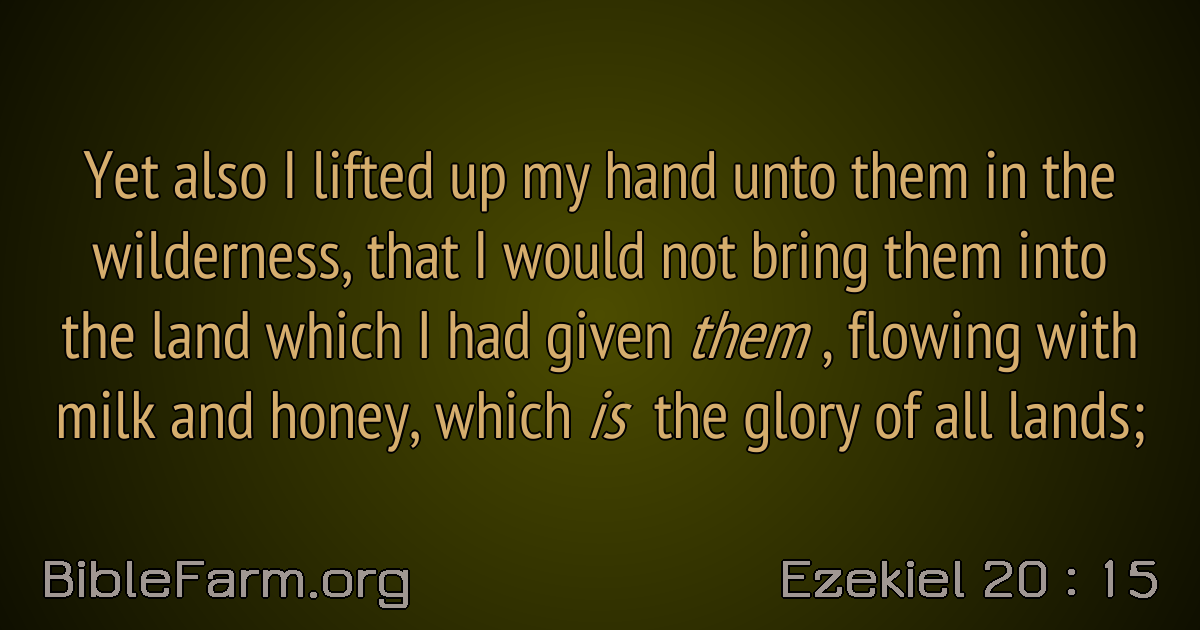 Yet also I lifted up my hand unto them in the
wilderness, that I would not bring them into
the land which I had given them , flowing with
milk and honey, which is the glory of all lands;
BibleFarm.org
Ezekiel 20 : 15